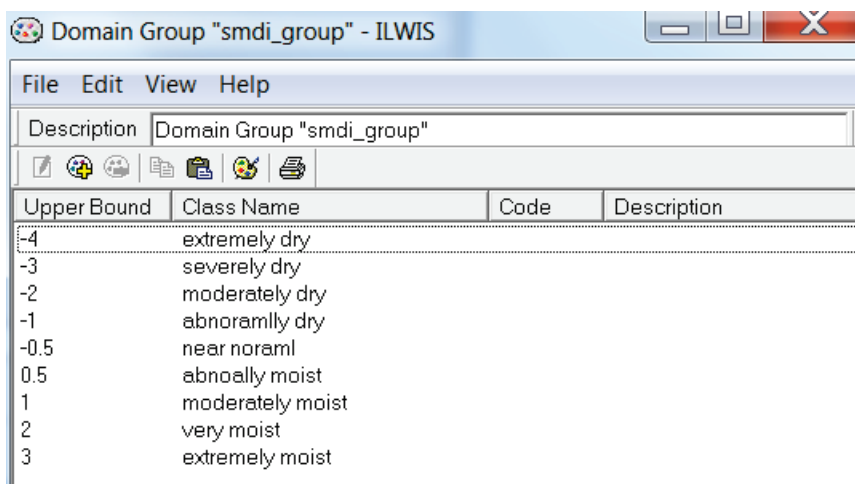 Domain Group "smdi_group" - ILWIS
File Edit View Help
Description Domain Group "smdi_group"
Upper Bound Class Name Code Description
-4 extremely dry
-3 severely dry
-2 moderately dry
-1 abnoramlly dry
-0.5 near noraml
0.5 abnoally moist
1 moderately moist
2 very moist
3 extremely moist